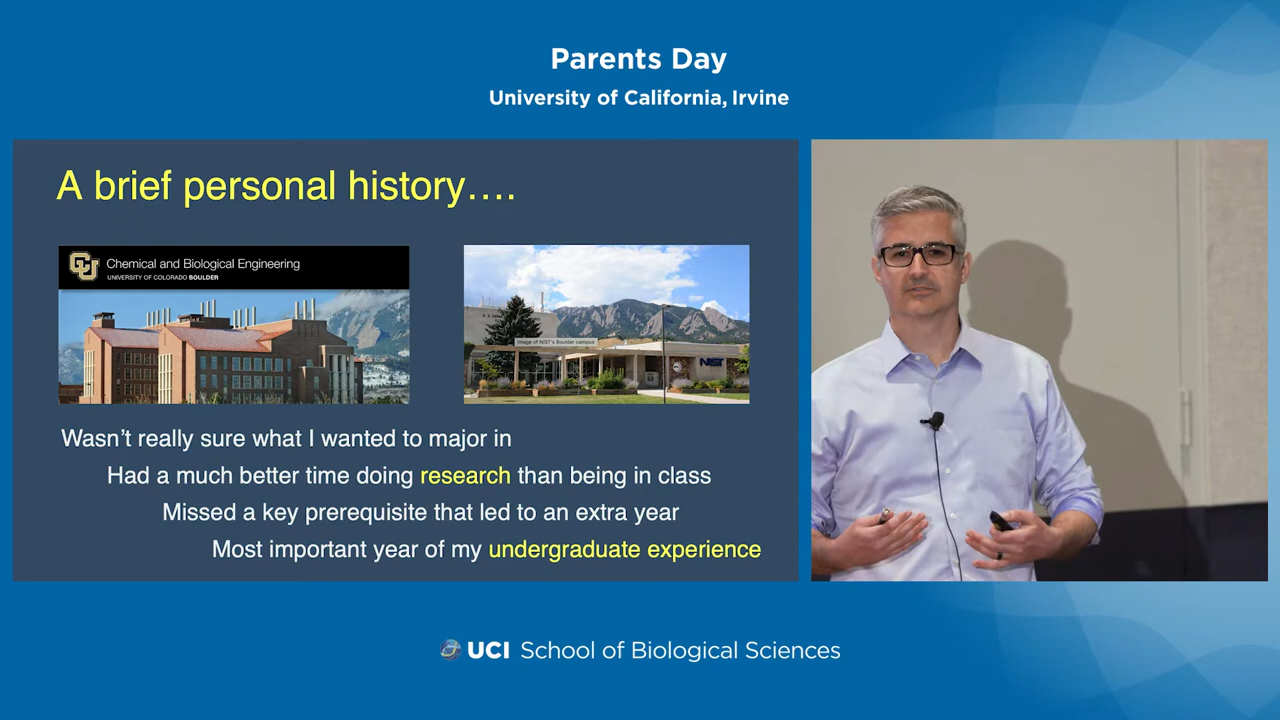 Parents Day
University of California, Irvine
A brief personal history....
CU
Chemical and Biological Engineering
UNIVERSITY OF COLORADO BOULDER
Image of NIST's Boulder campus
NIST
Wasn't really sure what I wanted to major in
Had a much better time doing research than being in class
Missed a key prerequisite that led to an extra year
Most important year of my undergraduate experience
UCI School of Biological Sciences